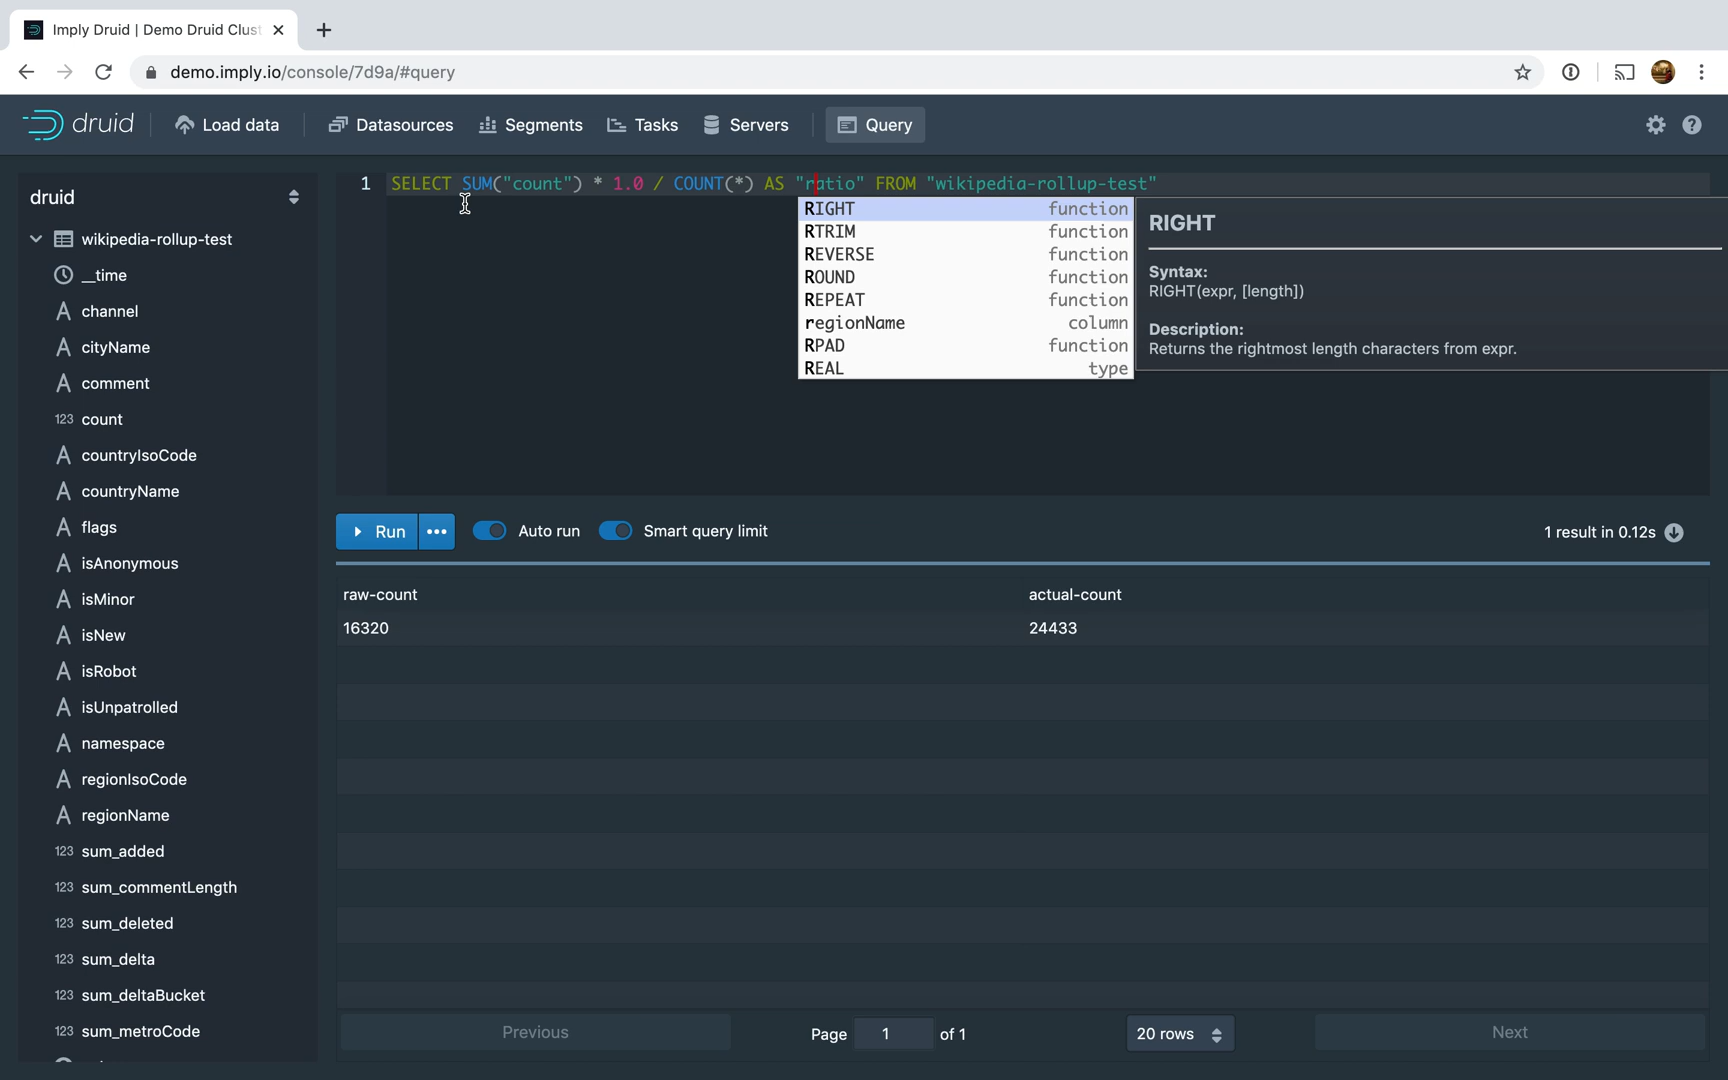 Imply Druid | Demo Druid Clust
demo.imply.io/console/7d9a/#query
druid
Load data
Datasources
Segments
Tasks
Servers
Query
druid
wikipedia-rollup-test
__time
A channel
A cityName
A comment
123 count
A countryIsoCode
A countryName
A flags
A isAnonymous
A isMinor
A isNew
A isRobot
A isUnpatrolled
A namespace
A regionIsoCode
A regionName
123 sum_added
123 sum_commentLength
123 sum_deleted
123 sum_delta
123 sum_deltaBucket
123 sum_metroCode
1 SELECT SUM("count") * 1.0 / COUNT(*) AS "ratio" FROM "wikipedia-rollup-test"
RIGHT function
RTRIM function
REVERSE function
ROUND function
REPEAT function
regionName column
RPAD function
REAL type
RIGHT
Syntax:
RIGHT(expr, [length])
Description:
Returns the rightmost length characters from expr.
Run
Auto run
Smart query limit
1 result in 0.12s
raw-count actual-count
16320 24433
Previous
Page 1 of 1
20 rows
Next